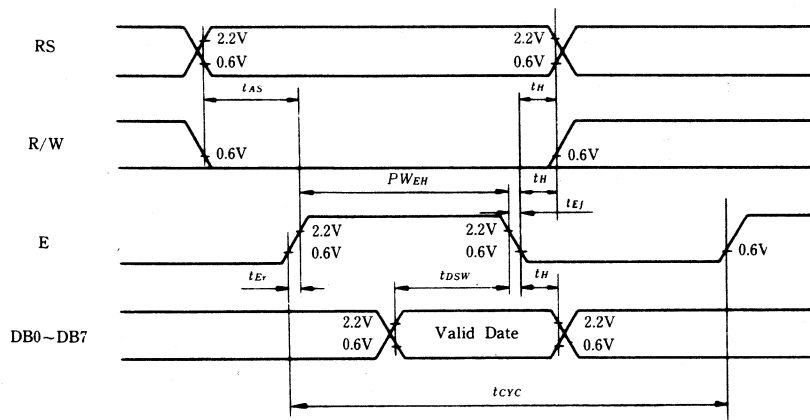 RS
2.2V
0.6V
2.2V
0.6V
tAS
tH
R/W
0.6V
0.6V
PWEH
tH
tEf
E
2.2V
0.6V
2.2V
0.6V
0.6V
tEr
tDSW
tH
DB0~DB7
2.2V
0.6V
Valid Date
2.2V
0.6V
tCYC